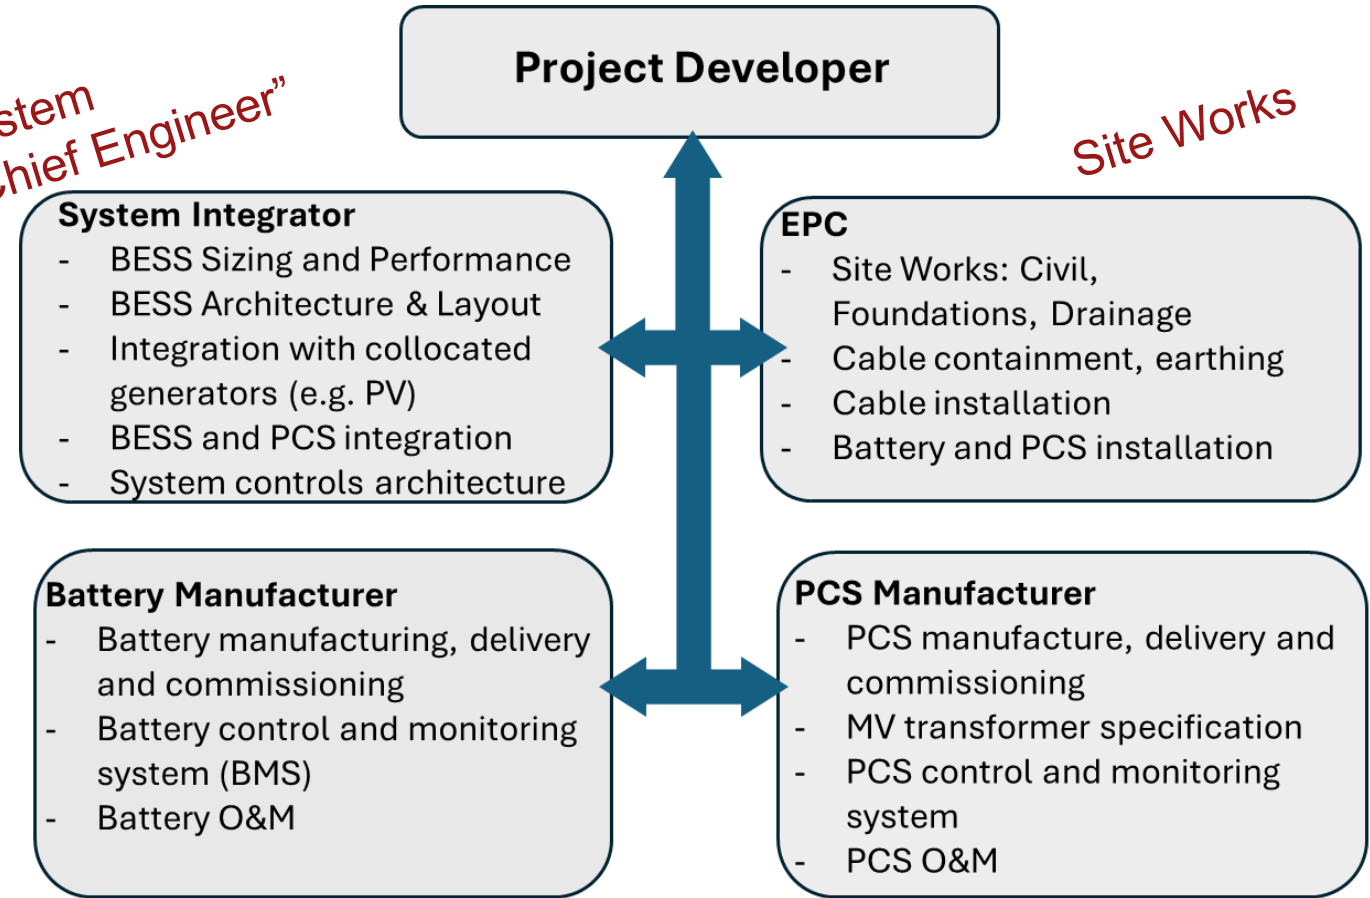 Project Developer
Chief Engineer”
Site Works
System Integrator
- BESS Sizing and Performance
- BESS Architecture & Layout
- Integration with collocated
generators (e.g. PV)
- BESS and PCS integration
- System controls architecture
EPC
- Site Works: Civil,
Foundations, Drainage
- Cable containment, earthing
- Cable installation
- Battery and PCS installation
Battery Manufacturer
- Battery manufacturing, delivery
and commissioning
- Battery control and monitoring
system (BMS)
- Battery O&M
PCS Manufacturer
- PCS manufacture, delivery and
commissioning
- MV transformer specification
- PCS control and monitoring
system
- PCS O&M